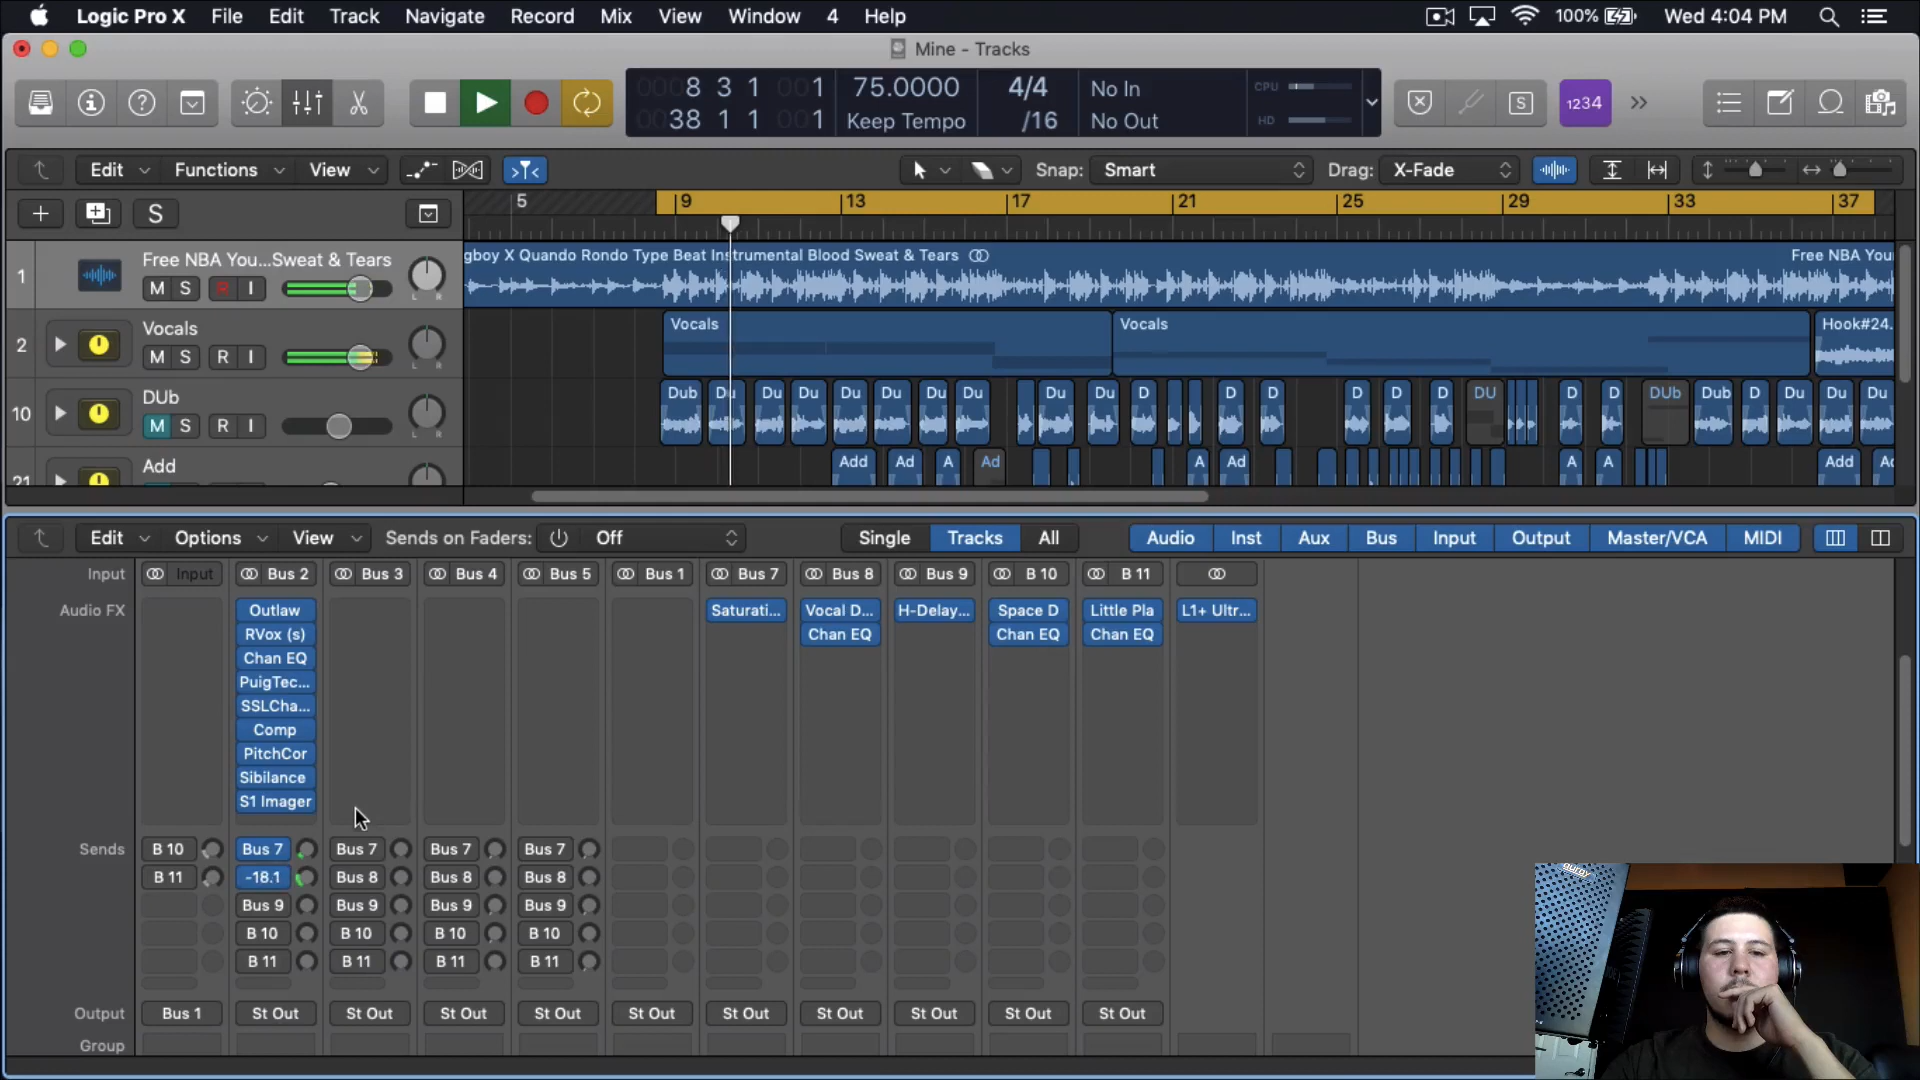 Logic Pro X File Edit Track Navigate Record Mix View Window 4 Help 100% Wed 4:04 PM
Mine - Tracks
0008 3 1 001 75.0000 4/4 No In CPU
0038 1 1 001 Keep Tempo /16 No Out HD
S 1234
Edit Functions View Snap: Smart Drag: X-Fade
S 5 9 13 17 21 25 29 33 37
1 Free NBA You...Sweat & Tears
M S R I L R
gboy X Quando Rondo Type Beat Instrumental Blood Sweat & Tears Free NBA You
2 Vocals
M S R I L R
Vocals Vocals Hook#24.
10 DUb
M S R I L R
Dub Du Du Du Du Du Du Du Du Du D D D D D D DU D D DUb Dub D Du Du Du
21 Add
Add Ad A Ad A Ad A A Add Ad
Edit Options View Sends on Faders: Off Single Tracks All Audio Inst Aux Bus Input Output Master/VCA MIDI
Input Input Bus 2 Bus 3 Bus 4 Bus 5 Bus 1 Bus 7 Bus 8 Bus 9 B 10 B 11
Audio FX Outlaw Saturati... Vocal D... H-Delay... Space D Little Pla L1+ Ultr...
RVox (s) Chan EQ Chan EQ Chan EQ
Chan EQ
PuigTec...
SSLCha...
Comp
PitchCor
Sibilance
S1 Imager
Sends B 10 Bus 7 Bus 7 Bus 7 Bus 7
B 11 -18.1 Bus 8 Bus 8 Bus 8
Bus 9 Bus 9 Bus 9 Bus 9
B 10 B 10 B 10 B 10
B 11 B 11 B 11 B 11
Output Bus 1 St Out St Out St Out St Out St Out St Out St Out St Out St Out St Out
Group